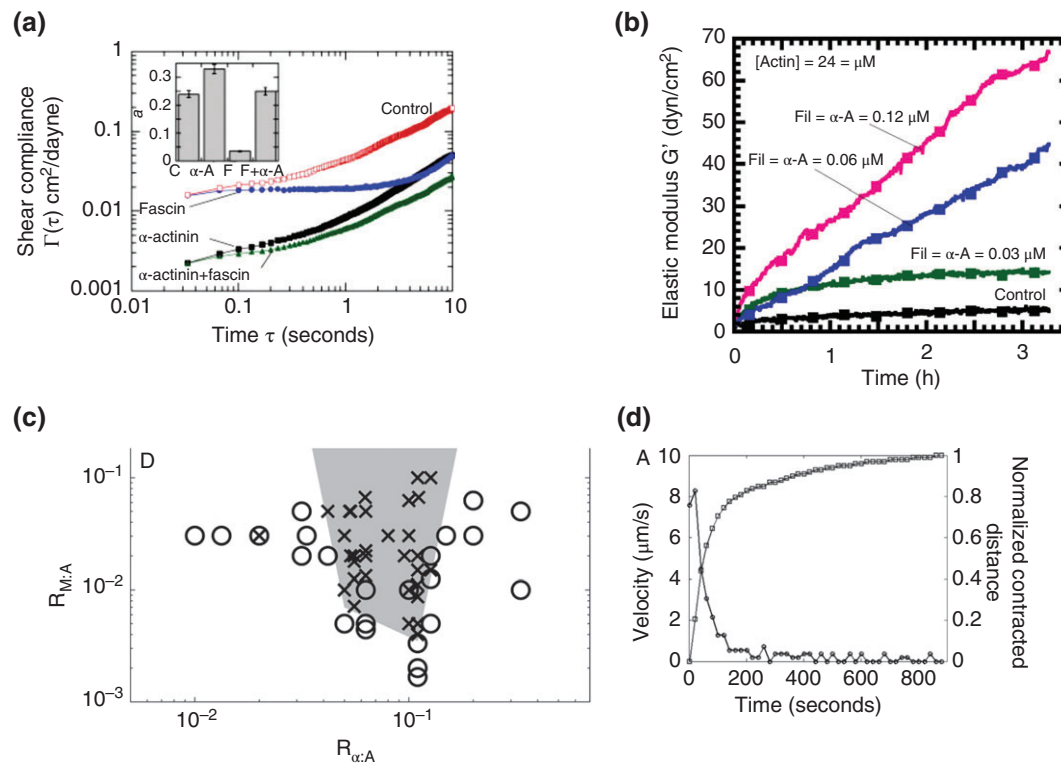 (a)
1
0.1
0.01
0.001
Shear compliance
Γ(τ) cm²/dayne
0.3
0.2
0.1
0
a
C α-A F F+α-A
Control
Fascin
α-actinin
α-actinin+fascin
0.01 0.1 1 10
Time τ (seconds)
(b)
70
60
50
40
30
20
10
0
Elastic modulus G' (dyn/cm²)
[Actin] = 24 = μM
Fil = α-A = 0.12 μM
Fil = α-A = 0.06 μM
Fil = α-A = 0.03 μM
Control
0 1 2 3
Time (h)
(c)
D
10⁻¹
10⁻²
10⁻³
R_M:A
10⁻² 10⁻¹
R_α:A
(d)
A
10
8
6
4
2
0
Velocity (μm/s)
1
0.8
0.6
0.4
0.2
0
Normalized contracted
distance
0 200 400 600 800
Time (seconds)